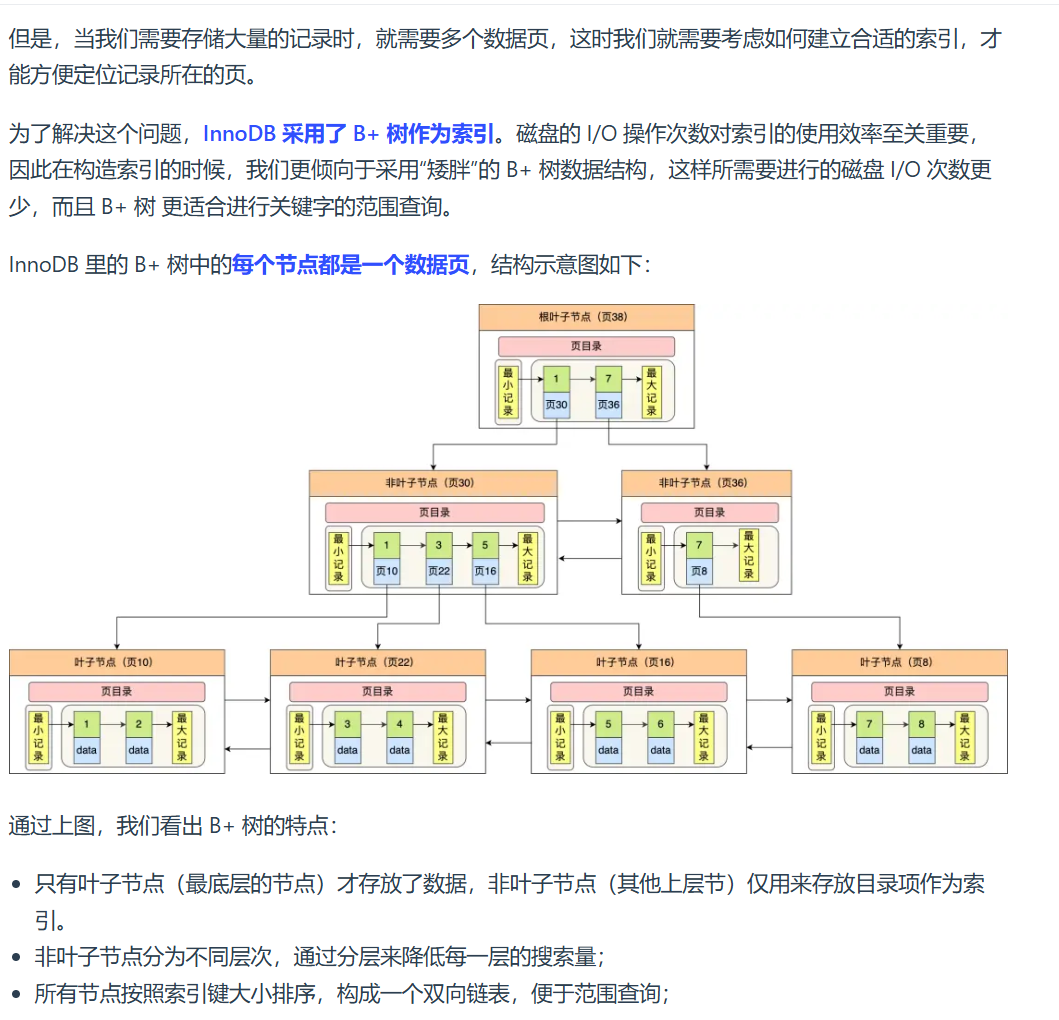 但是，当我们需要存储大量的记录时，就需要多个数据页，这时我们就需要考虑如何建立合适的索引，才
能方便定位记录所在的页。
为了解决这个问题，InnoDB 采用了 B+ 树作为索引。磁盘的 I/O 操作次数对索引的使用效率至关重要，
因此在构造索引的时候，我们更倾向于采用“矮胖”的 B+ 树数据结构，这样所需要进行的磁盘 I/O 次数更
少，而且 B+ 树 更适合进行关键字的范围查询。
InnoDB 里的 B+ 树中的每个节点都是一个数据页，结构示意图如下：
根叶子节点（页38）
页目录
最小记录 1 7 最大记录
页30 页36
非叶子节点（页30）
页目录
最小记录 1 3 5 最大记录
页10 页22 页16
非叶子节点（页36）
页目录
最小记录 7 最大记录
页8
叶子节点（页10）
页目录
最小记录 1 2 最大记录
data data
叶子节点（页22）
页目录
最小记录 3 4 最大记录
data data
叶子节点（页16）
页目录
最小记录 5 6 最大记录
data data
叶子节点（页8）
页目录
最小记录 7 8 最大记录
data data
通过上图，我们看出 B+ 树的特点：
只有叶子节点（最底层的节点）才存放了数据，非叶子节点（其他上层节）仅用来存放目录项作为索
引。
非叶子节点分为不同层次，通过分层来降低每一层的搜索量；
所有节点按照索引键大小排序，构成一个双向链表，便于范围查询；